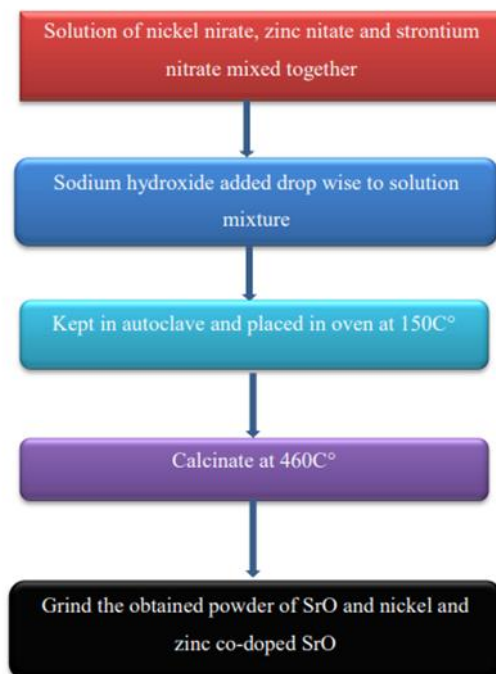 Solution of nickel nirate, zinc nitate and strontium
nitrate mixed together
Sodium hydroxide added drop wise to solution
mixture
Kept in autoclave and placed in oven at 150C°
Calcinate at 460C°
Grind the obtained powder of SrO and nickel and
zinc co-doped SrO